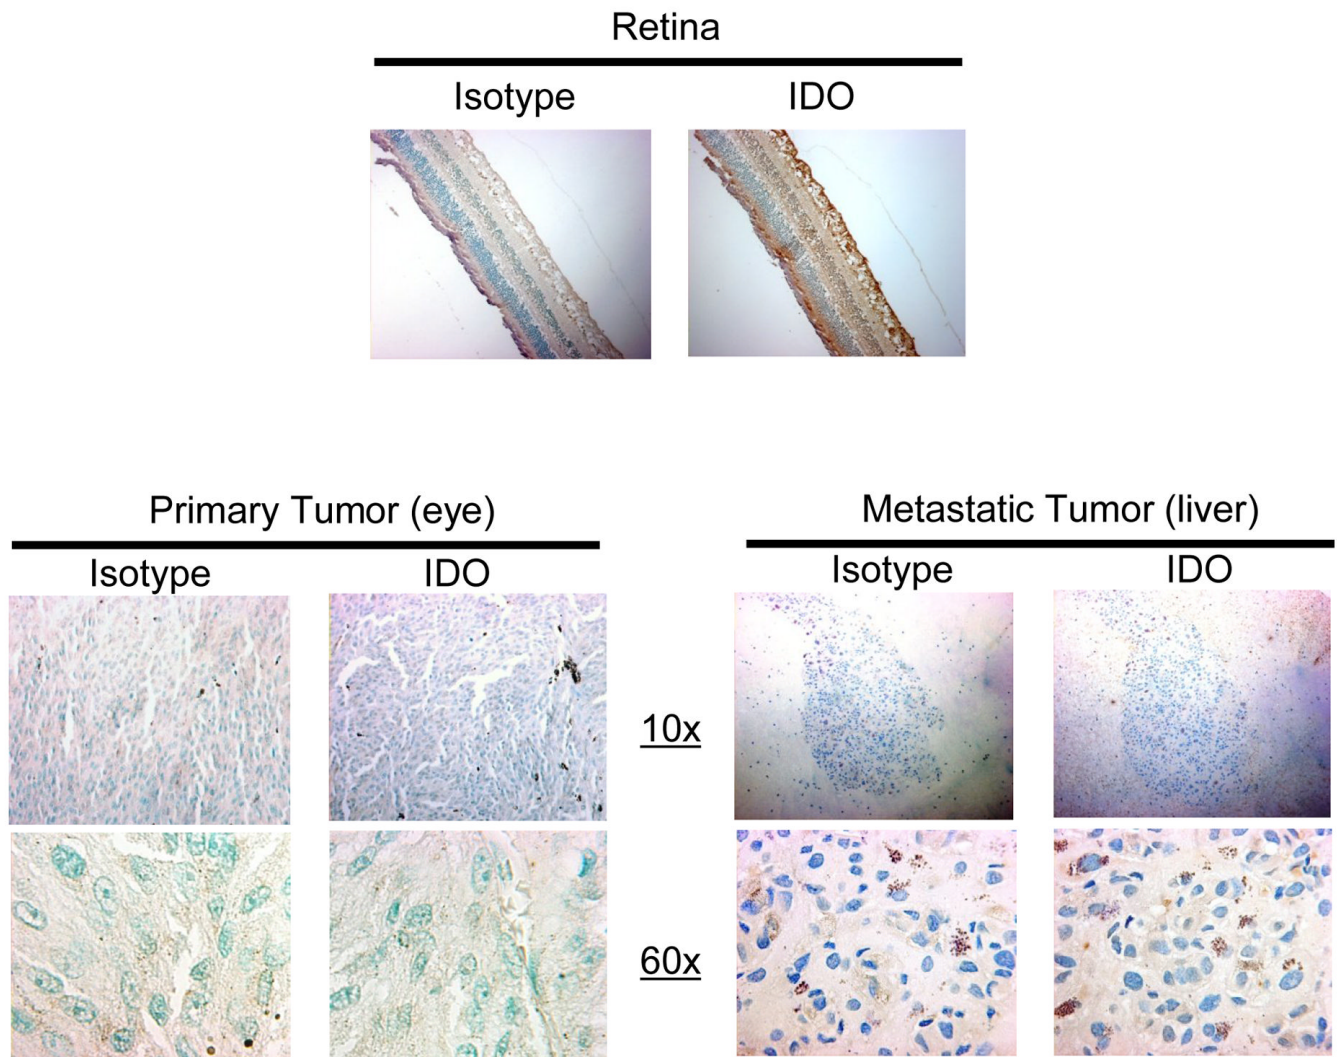 Retina
Isotype IDO
Primary Tumor (eye) Metastatic Tumor (liver)
Isotype IDO Isotype IDO
10x
60x